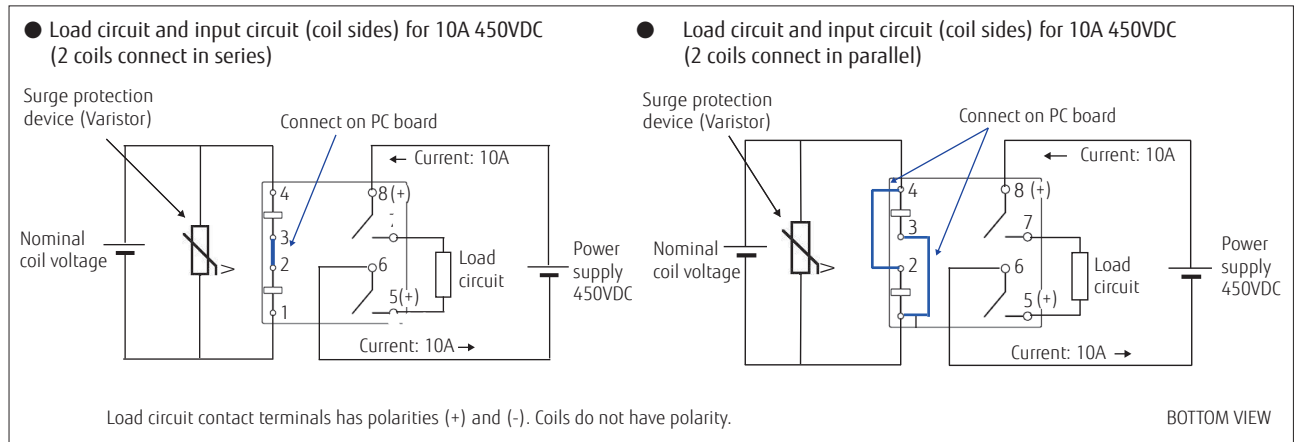 ● Load circuit and input circuit (coil sides) for 10A 450VDC
(2 coils connect in series)
Surge protection
device (Varistor)
Connect on PC board
← Current: 10A
4
8 (+)
3
Nominal
coil voltage
2
6
Load
circuit
Power
supply
450VDC
5(+)
1
Current: 10A →
● Load circuit and input circuit (coil sides) for 10A 450VDC
(2 coils connect in parallel)
Surge protection
device (Varistor)
Connect on PC board
← Current: 10A
4
8 (+)
3
7
Nominal
coil voltage
2
6
Load
circuit
Power
supply
450VDC
5 (+)
Current: 10A →
Load circuit contact terminals has polarities (+) and (-). Coils do not have polarity.
BOTTOM VIEW